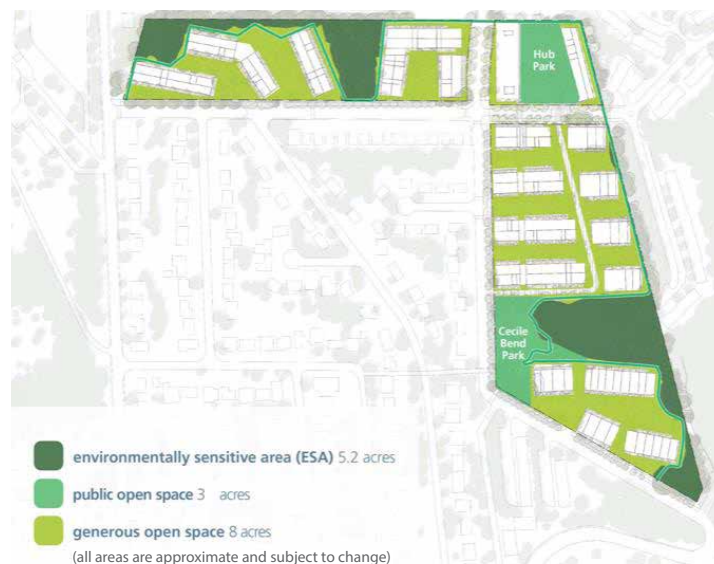 Hub
Park
Cecile
Bend
Park
environmentally sensitive area (ESA) 5.2 acres
public open space 3 acres
generous open space 8 acres
(all areas are approximate and subject to change)